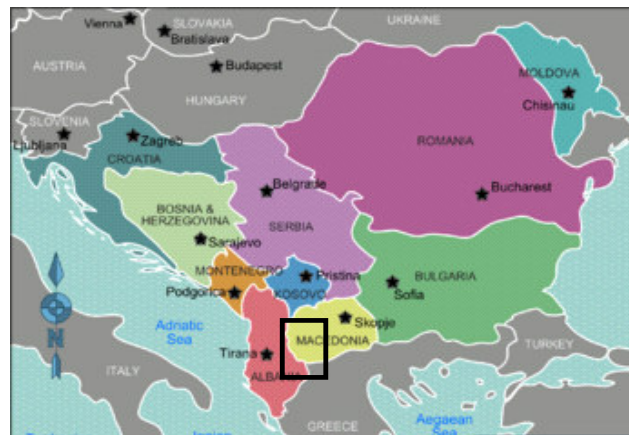 Vienna
SLOVAKIA
UKRAINE
Bratislava
AUSTRIA
Budapest
MOLDOVA
HUNGARY
Chisinau
SLOVENIA
Ljubljana
Zagreb
ROMANIA
CROATIA
Belgrade
Bucharest
BOSNIA &
HERZEGOVINA
SERBIA
Sarajevo
MONTENEGRO
Pristina
BULGARIA
Podgorica
KOSOVO
Sofia
Adriatic
Sea
Skopje
N
MACEDONIA
TURKEY
Tirana
ITALY
ALBANIA
GREECE
Aegaean
Sea